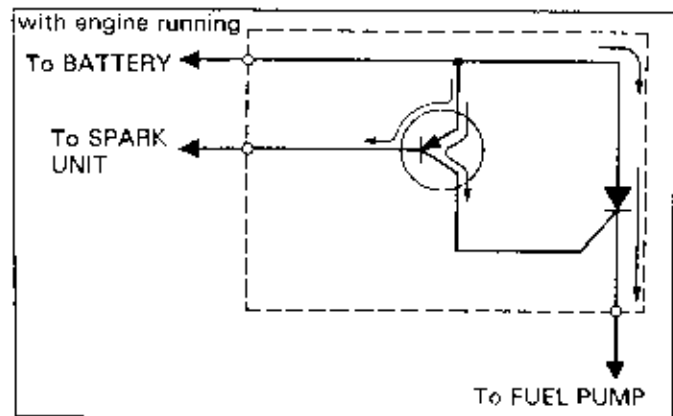 with engine running
To BATTERY
To SPARK
UNIT
To FUEL PUMP